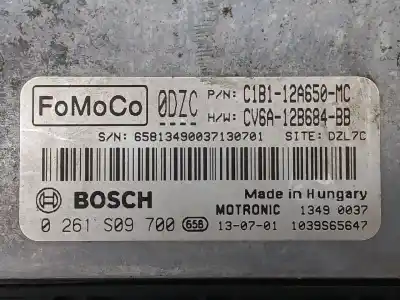 FoMoCo 0DZC P/N: C1B1-12A650-MC
H/W: CV6A-12B684-BB
S/N: 65813490037130701 SITE: DZL7C
BOSCH Made in Hungary
MOTRONIC 1349 0037
0 261 S09 700 658 13-07-01 1039S65647